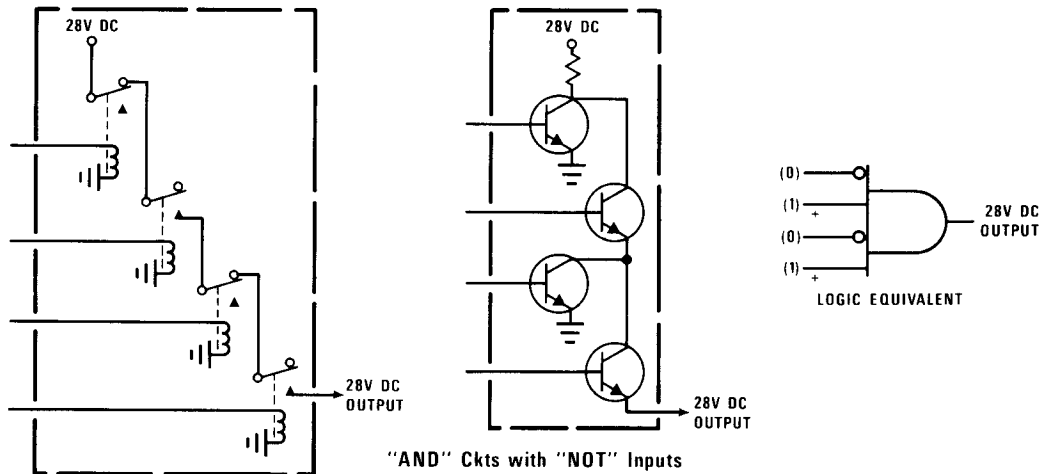 28V DC
28V DC
28V DC
OUTPUT
28V DC
OUTPUT
(0)
(1) +
(0)
(1) +
28V DC
OUTPUT
LOGIC EQUIVALENT
"AND" Ckts with "NOT" Inputs